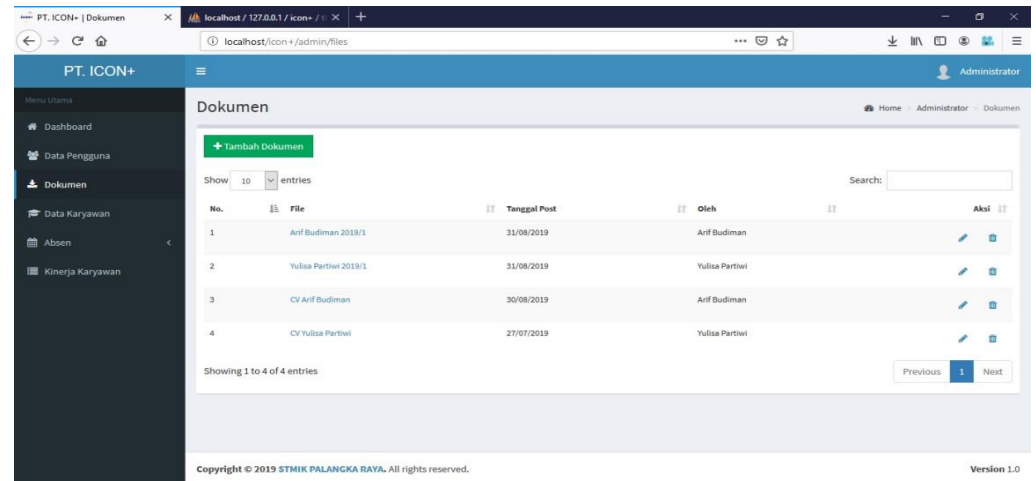 PT. ICON+ | Dokumen
localhost / 127.0.0.1 / icon+ / t
localhost/icon+/admin/files
PT. ICON+
Administrator
Menu Utama
Dashboard
Data Pengguna
Dokumen
Data Karyawan
Absen
Kinerja Karyawan
Dokumen
Home > Administrator > Dokumen
+ Tambah Dokumen
Show 10 entries
Search:
No. File Tanggal Post Oleh Aksi
1 Arif Budiman 2019/1 31/08/2019 Arif Budiman
2 Yulisa Partiwi 2019/1 31/08/2019 Yulisa Partiwi
3 CV Arif Budiman 30/08/2019 Arif Budiman
4 CV Yulisa Partiwi 27/07/2019 Yulisa Partiwi
Showing 1 to 4 of 4 entries
Previous 1 Next
Copyright © 2019 STMIK PALANGKA RAYA. All rights reserved.
Version 1.0